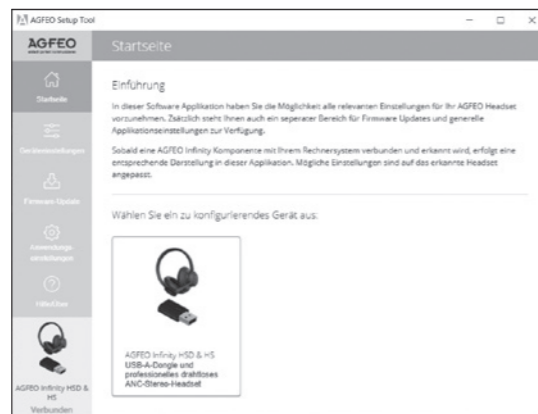 AGFEO Setup Tool
AGFEO
Startseite
Startseite
Geräteeinstellungen
Firmware-Update
Anwendungs-
einstellungen
Hilfe/Über
AGFEO Infinity HSD &
HS
Verbunden
Einführung
In dieser Software Applikation haben Sie die Möglichkeit alle relevanten Einstellungen für Ihr AGFEO Headset
vorzunehmen. Zsätzlich steht Ihnen auch ein seperater Bereich für Firmware Updates und generelle
Applikationseinstellungen zur Verfügung.
Sobald eine AGFEO Infinity Komponente mit Ihrem Rechnersystem verbunden und erkannt wird, erfolgt eine
entsprechende Darstellung in dieser Applikation. Mögliche Einstellungen sind auf das erkannte Headset
angepasst.
Wählen Sie ein zu konfigurierendes Gerät aus:
AGFEO Infinity HSD & HS
USB-A-Dongle und
professionelles drahtloses
ANC-Stereo-Headset